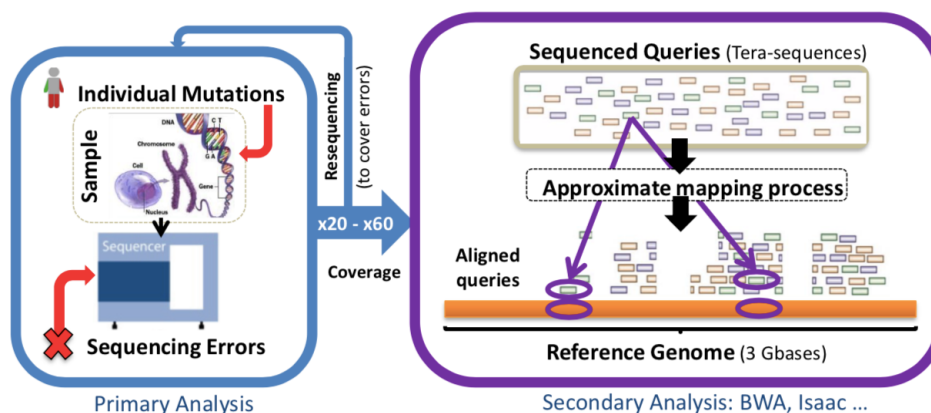 Individual Mutations
Sample
DNA
C T
Chromosome
G A
Cell
Gene
Nucleus
Sequencer
Sequencing Errors
Primary Analysis
Resequencing
(to cover errors)
x20 - x60
Coverage
Sequenced Queries (Tera-sequences)
Approximate mapping process
Aligned
queries
Reference Genome (3 Gbases)
Secondary Analysis: BWA, Isaac ...